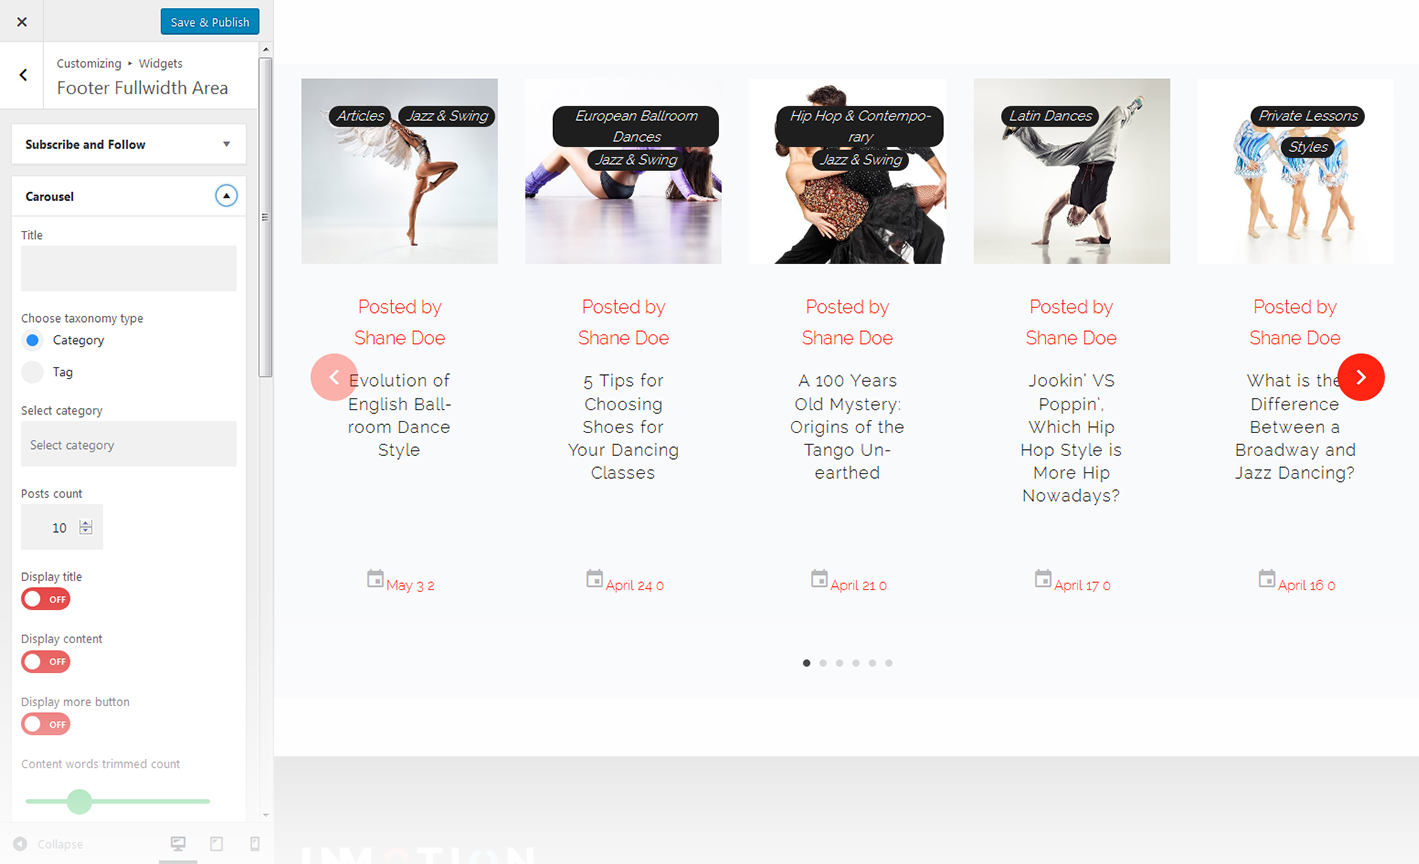 Save & Publish
Customizing ▸ Widgets
Footer Fullwidth Area
Subscribe and Follow
Carousel
Title
Choose taxonomy type
Category
Tag
Select category
Select category
Posts count
10
Display title
OFF
Display content
OFF
Display more button
OFF
Content words trimmed count
Collapse
Articles
Jazz & Swing
Posted by
Shane Doe
Evolution of
English Ball-
room Dance
Style
May 3 2
European Ballroom
Dances
Jazz & Swing
Posted by
Shane Doe
5 Tips for
Choosing
Shoes for
Your Dancing
Classes
April 24 0
Hip Hop & Contempo-
rary
Jazz & Swing
Posted by
Shane Doe
A 100 Years
Old Mystery:
Origins of the
Tango Un-
earthed
April 21 0
Latin Dances
Posted by
Shane Doe
Jookin' VS
Poppin',
Which Hip
Hop Style is
More Hip
Nowadays?
April 17 0
Private Lessons
Styles
Posted by
Shane Doe
What is the
Difference
Between a
Broadway and
Jazz Dancing?
April 16 0
INMOTION